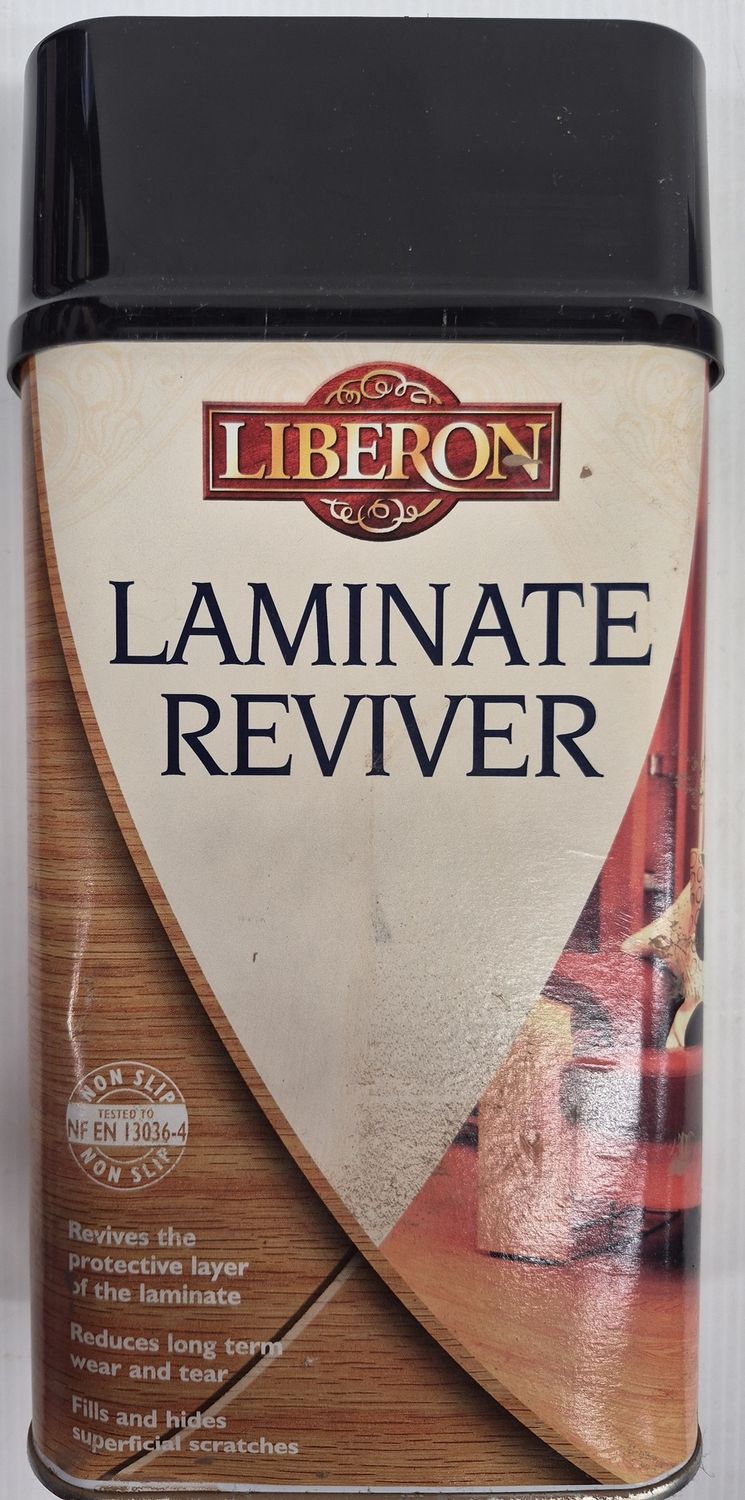 LIBERON
LAMINATE
REVIVER
NON SLIP
TESTED TO
NF EN 13036-4
NON SLIP
Revives the
protective layer
of the laminate
Reduces long term
wear and tear
Fills and hides
superficial scratches